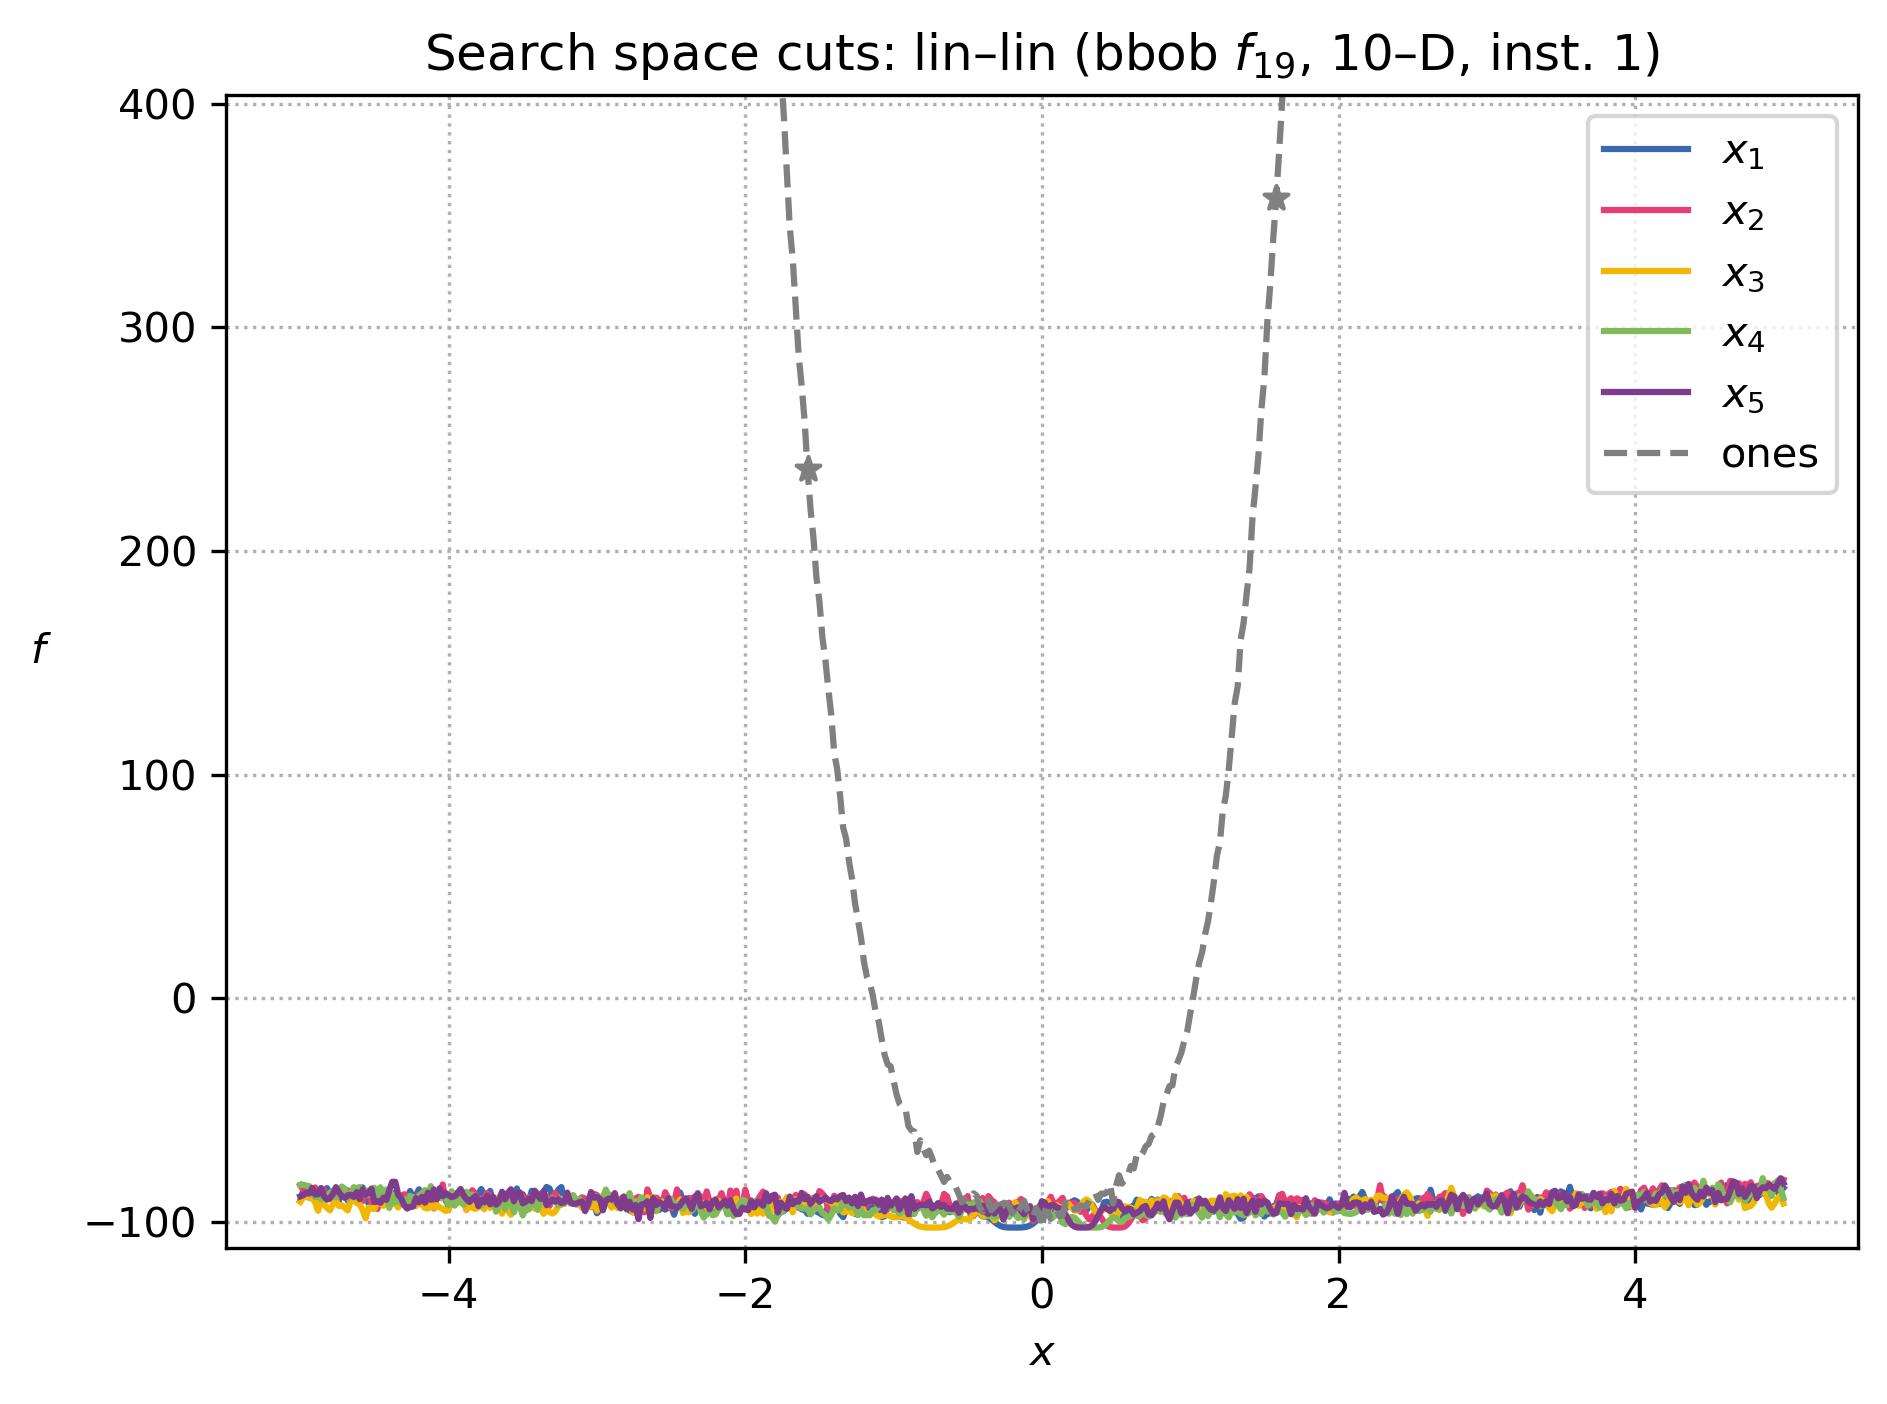 Search space cuts: lin–lin (bbob f₁₉, 10–D, inst. 1)
400
300
200
100
0
−100
f
−4
−2
0
2
4
x
x₁
x₂
x₃
x₄
x₅
ones